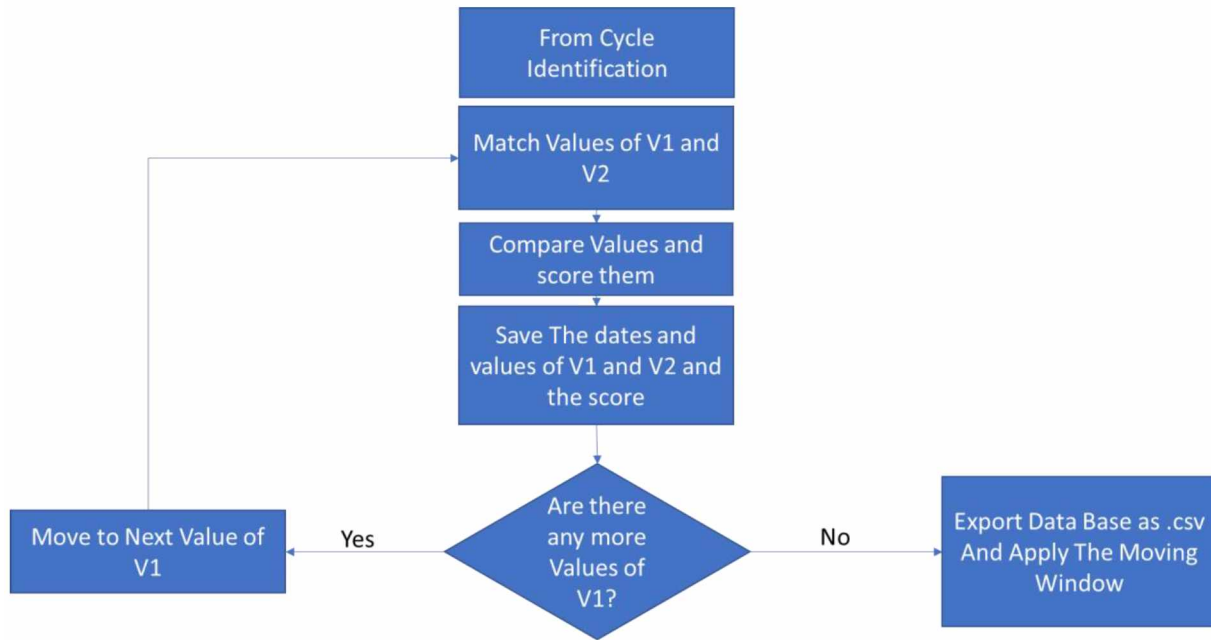 From Cycle
Identification
Match Values of V1 and
V2
Compare Values and
score them
Save The dates and
values of V1 and V2 and
the score
Are there
any more
Values of
V1?
Yes
Move to Next Value of
V1
No
Export Data Base as .csv
And Apply The Moving
Window